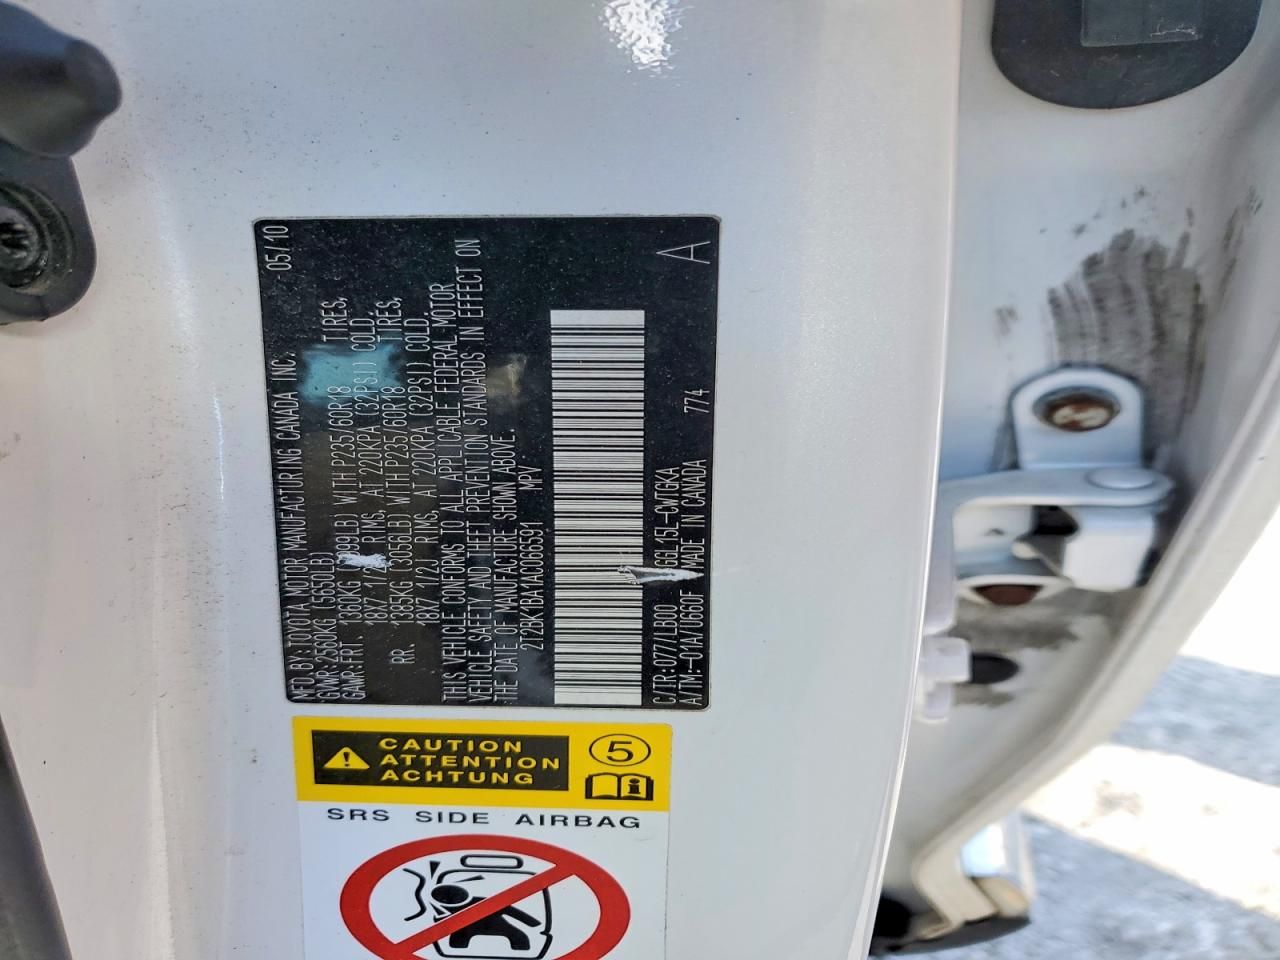 MFD.BY:TOYOTA MOTOR MANUFACTURING CANADA INC. 05/10
GVWR:2560KG (5650LB)
GAWR:FRT. 1360KG (2999LB) WITH P235/60R18 TIRES,
18X7 1/2 RIMS, AT 220KPA (32PSI) COLD
RR. 1385KG (3056LB) WITH P235/60R18 TIRES,
18X7 1/2 RIMS, AT 220KPA (32PSI) COLD.
THIS VEHICLE CONFORMS TO ALL APPLICABLE FEDERAL MOTOR
VEHICLE SAFETY AND THEFT PREVENTION STANDARDS IN EFFECT ON
THE DATE OF MANUFACTURE SHOWN ABOVE.
2T2BK1BA1AC066591 MPV
C/TR:077/LB00 GGL15L-CWTGKA
A/TM:-01A/U660F MADE IN CANADA 774
A
CAUTION
ATTENTION
ACHTUNG
5
i
SRS SIDE AIRBAG